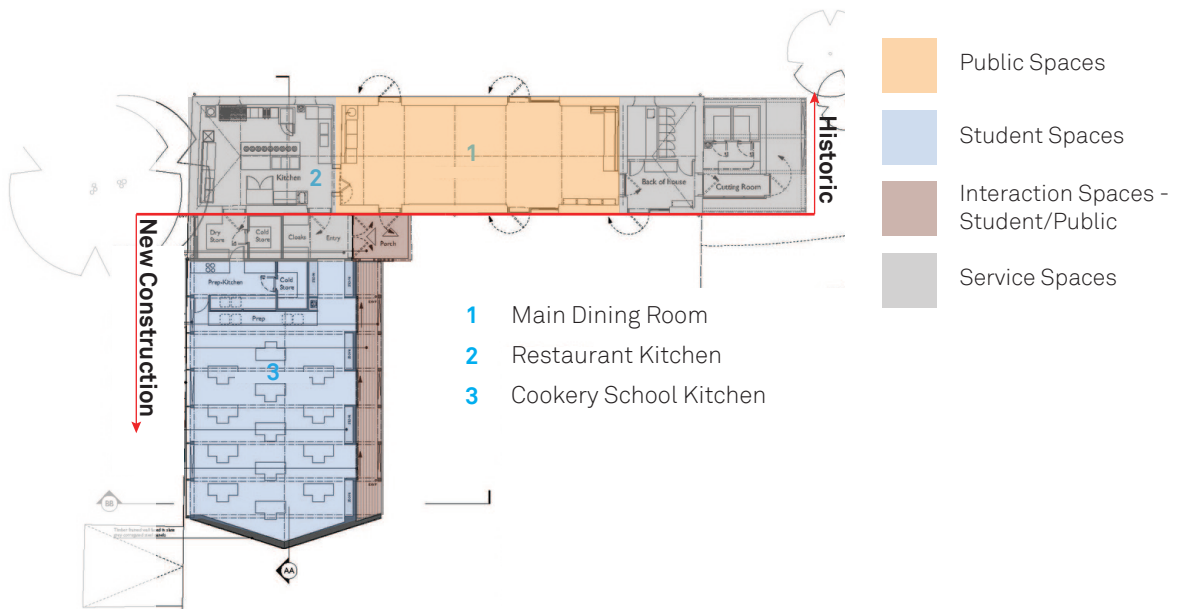 Public Spaces
Student Spaces
Interaction Spaces -
Student/Public
Service Spaces
Historic
New Construction
1
2
Kitchen
Back of House
Cutting Room
Dry
Store
Cold
Store
Cloaks
Entry
Porch
Prep-Kitchen
Cold
Store
Prep
3
1 Main Dining Room
2 Restaurant Kitchen
3 Cookery School Kitchen
BB
AA